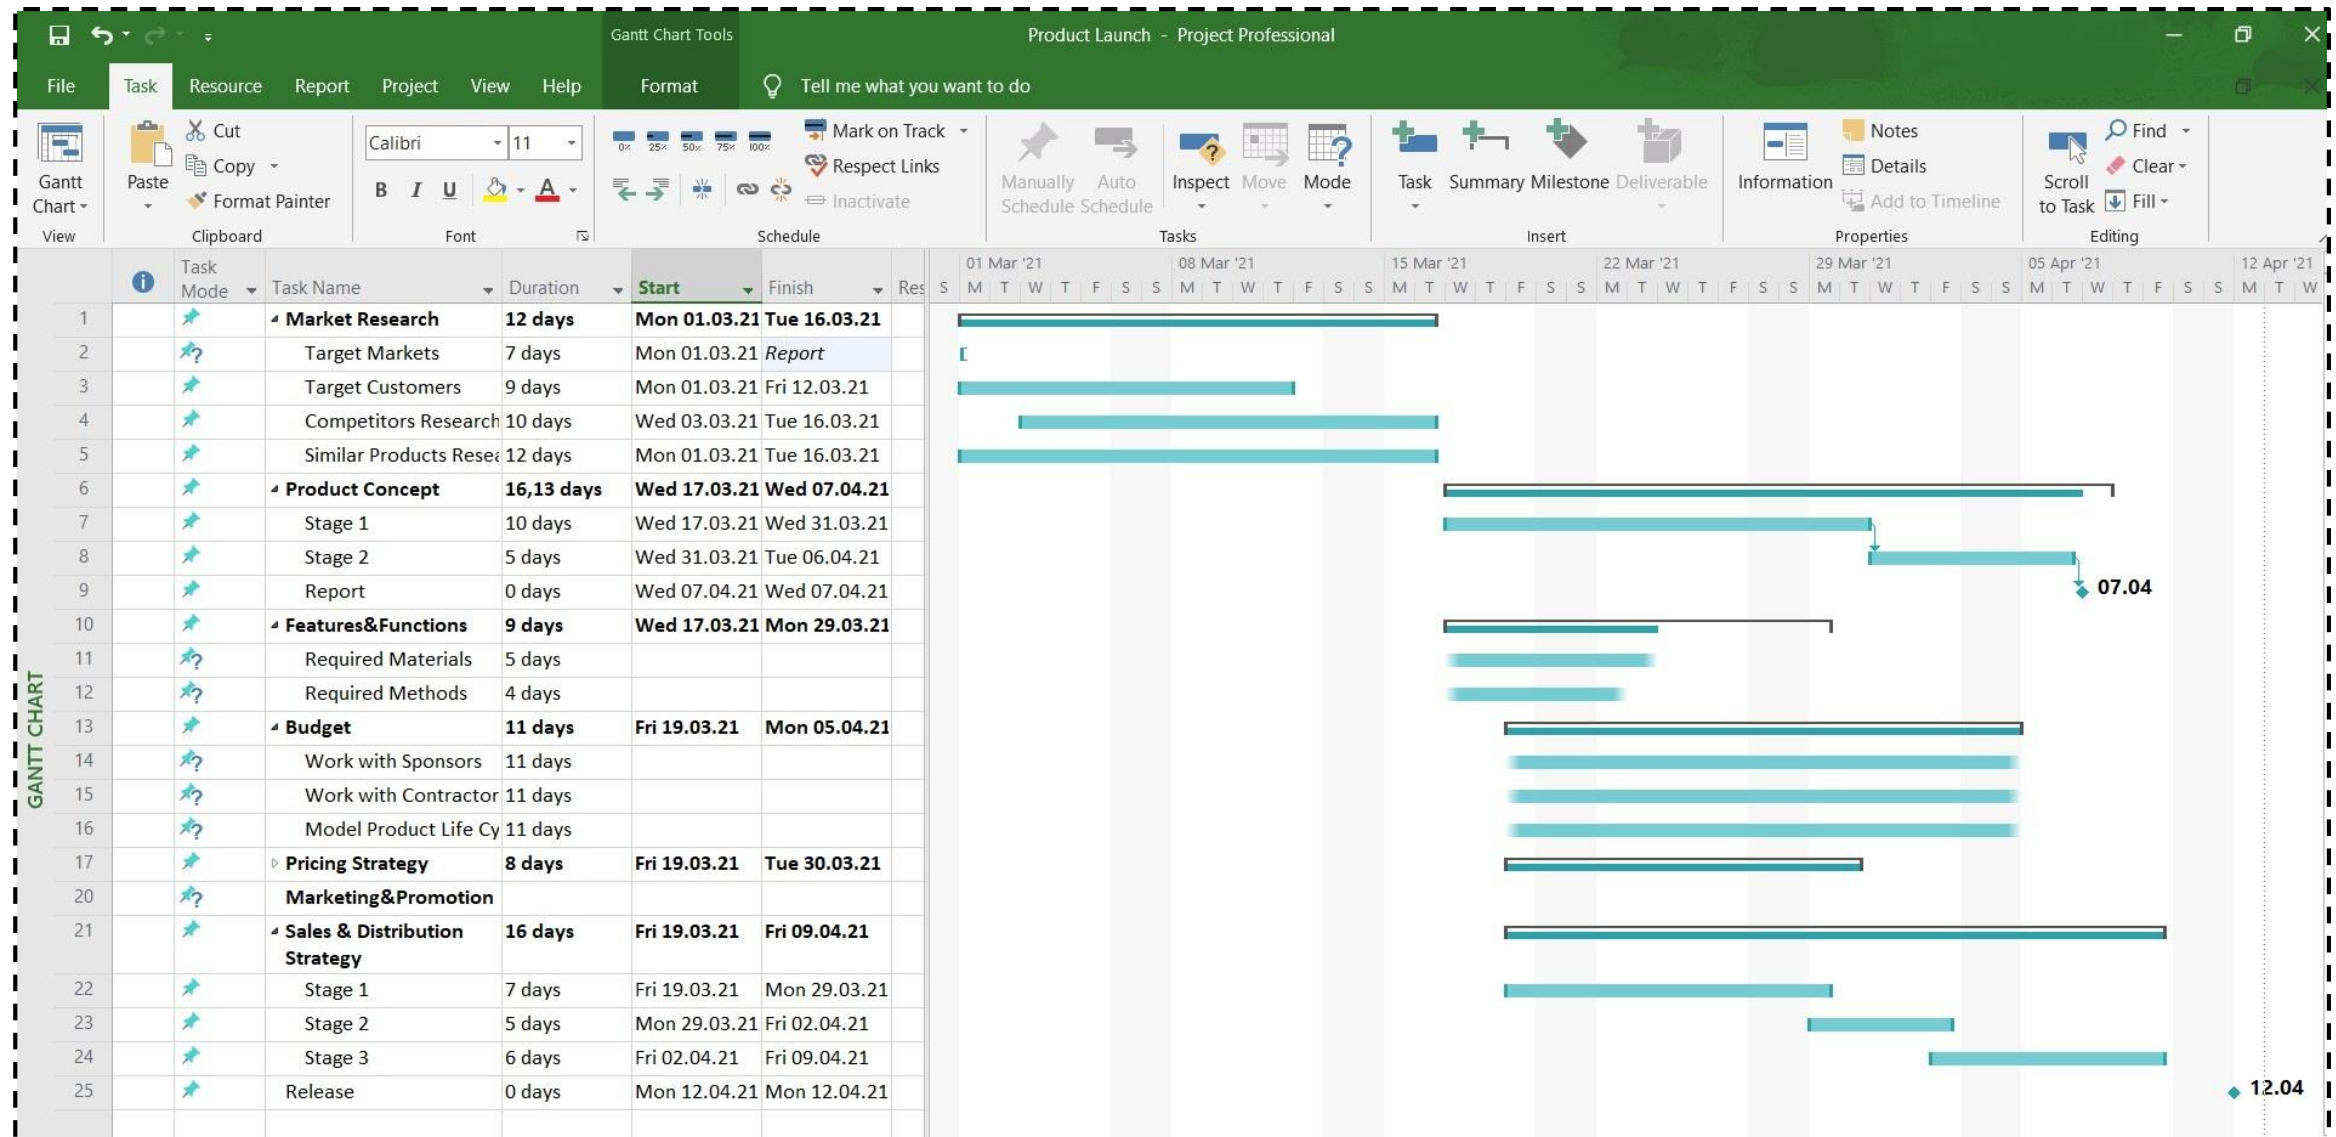 Gantt Chart Tools
Product Launch - Project Professional
File Task Resource Report Project View Help Format Tell me what you want to do
Gantt Chart
View
Paste
Cut
Copy
Format Painter
Clipboard
Calibri 11
B I U A
Font
0% 25% 50% 75% 100%
Mark on Track
Respect Links
Inactivate
Schedule
Manually Schedule
Auto Schedule
Inspect
Move
Mode
Tasks
Task
Summary
Milestone
Deliverable
Insert
Information
Notes
Details
Add to Timeline
Properties
Scroll to Task
Find
Clear
Fill
Editing
Task Mode Task Name Duration Start Finish Res
01 Mar '21 08 Mar '21 15 Mar '21 22 Mar '21 29 Mar '21 05 Apr '21 12 Apr '21
S M T W T F S S M T W T F S S M T W T F S S M T W T F S S M T W T F S S M T W T F S S M T W
1 Market Research 12 days Mon 01.03.21 Tue 16.03.21
2 Target Markets 7 days Mon 01.03.21 Report
3 Target Customers 9 days Mon 01.03.21 Fri 12.03.21
4 Competitors Research 10 days Wed 03.03.21 Tue 16.03.21
5 Similar Products Resea 12 days Mon 01.03.21 Tue 16.03.21
6 Product Concept 16,13 days Wed 17.03.21 Wed 07.04.21
7 Stage 1 10 days Wed 17.03.21 Wed 31.03.21
8 Stage 2 5 days Wed 31.03.21 Tue 06.04.21
9 Report 0 days Wed 07.04.21 Wed 07.04.21 07.04
10 Features&Functions 9 days Wed 17.03.21 Mon 29.03.21
11 Required Materials 5 days
12 Required Methods 4 days
13 Budget 11 days Fri 19.03.21 Mon 05.04.21
14 Work with Sponsors 11 days
15 Work with Contractor 11 days
16 Model Product Life Cy 11 days
17 Pricing Strategy 8 days Fri 19.03.21 Tue 30.03.21
20 Marketing&Promotion
21 Sales & Distribution 16 days Fri 19.03.21 Fri 09.04.21
Strategy
22 Stage 1 7 days Fri 19.03.21 Mon 29.03.21
23 Stage 2 5 days Mon 29.03.21 Fri 02.04.21
24 Stage 3 6 days Fri 02.04.21 Fri 09.04.21
25 Release 0 days Mon 12.04.21 Mon 12.04.21 12.04
GANTT CHART